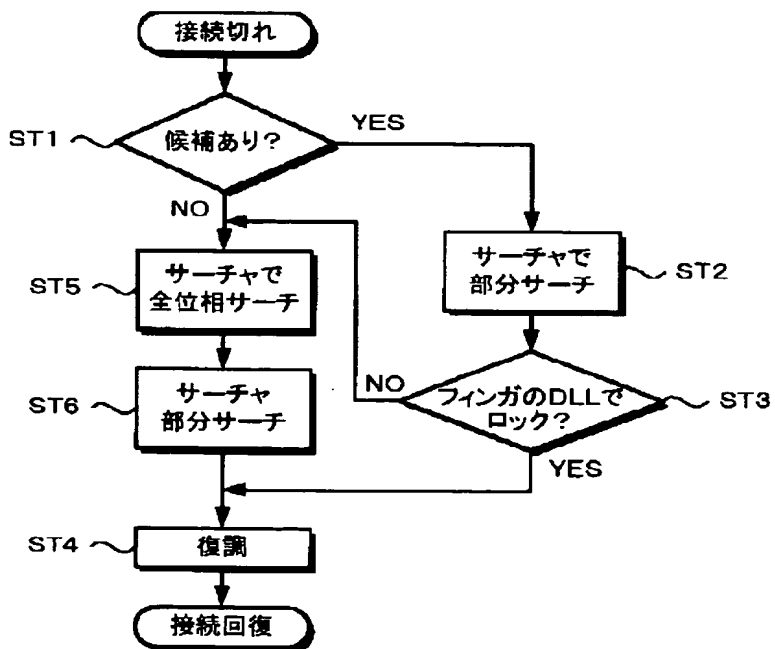 接続切れ
ST1
候補あり?
YES
NO
サーチャで
部分サーチ
ST2
ST5
サーチャで
全位相サーチ
フィンガのDLLで
ロック?
ST3
NO
YES
ST6
サーチャ
部分サーチ
ST4
復調
接続回復